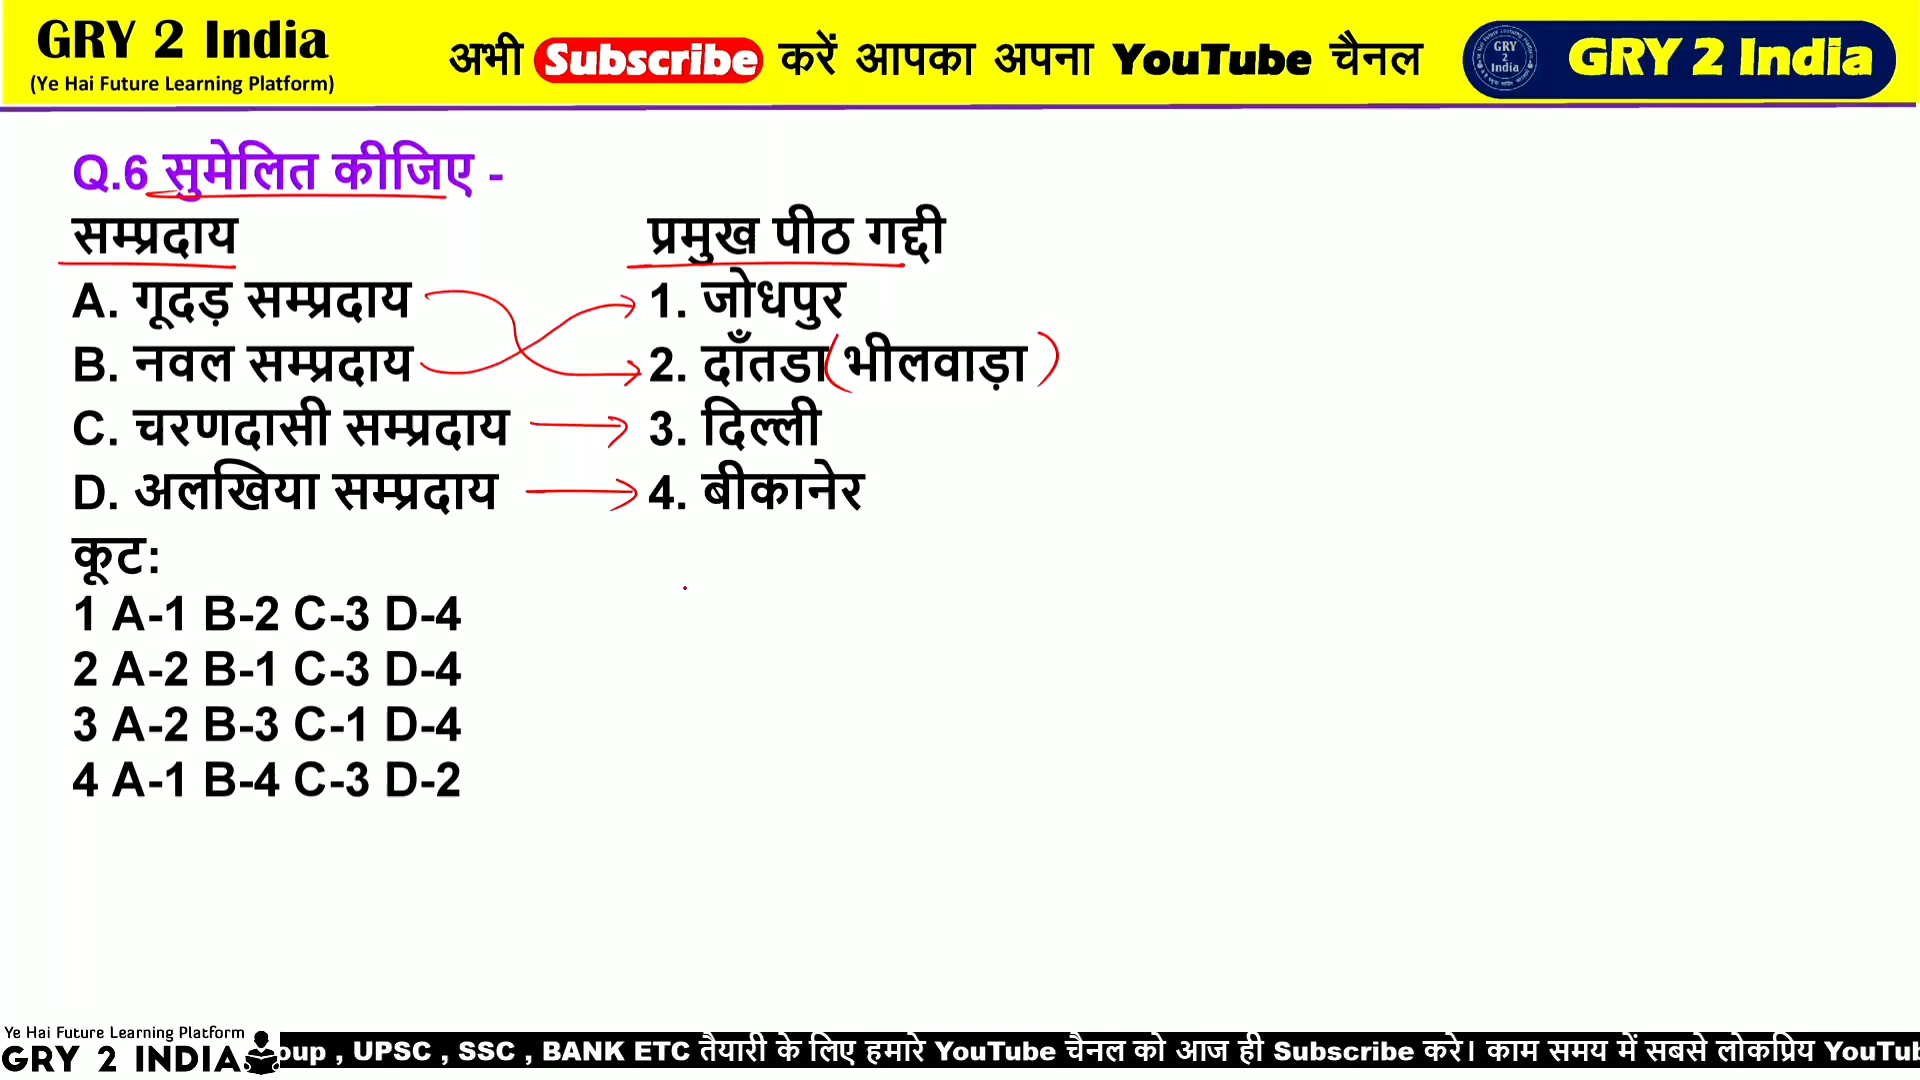 GRY 2 India
(Ye Hai Future Learning Platform)
अभी Subscribe करें आपका अपना YouTube चैनल
GRY 2 India
GRY 2 India
Q.6 सुमेलित कीजिए -
सम्प्रदाय प्रमुख पीठ गद्दी
A. गूदड़ सम्प्रदाय 1. जोधपुर
B. नवल सम्प्रदाय 2. दाँतडा(भीलवाड़ा)
C. चरणदासी सम्प्रदाय 3. दिल्ली
D. अलखिया सम्प्रदाय 4. बीकानेर
कूटः
1 A-1 B-2 C-3 D-4
2 A-2 B-1 C-3 D-4
3 A-2 B-3 C-1 D-4
4 A-1 B-4 C-3 D-2
Ye Hai Future Learning Platform
GRY 2 INDIA
oup , UPSC , SSC , BANK ETC तैयारी के लिए हमारे YouTube चैनल को आज ही Subscribe करे। काम समय में सबसे लोकप्रिय YouTub